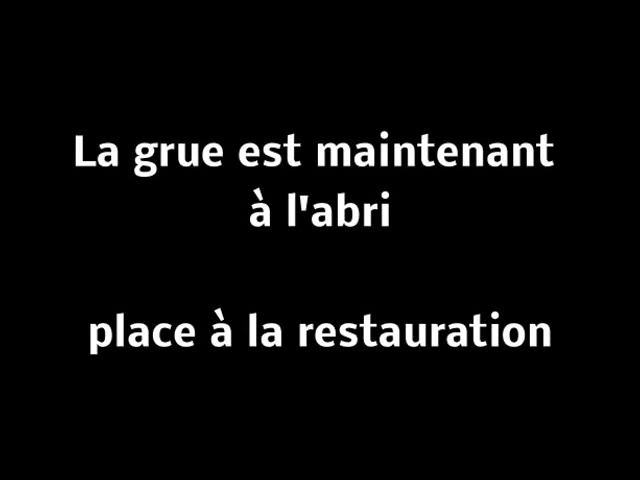 La grue est maintenant
à l'abri
place à la restauration